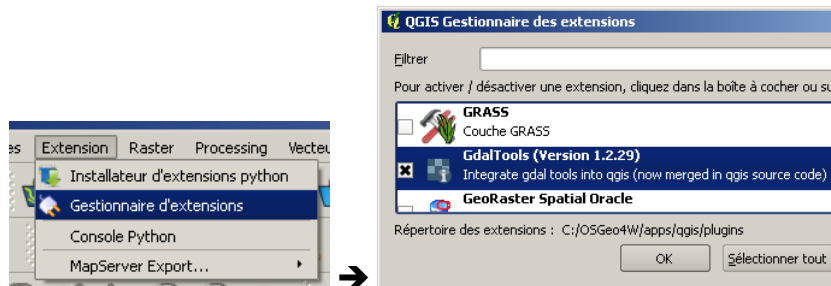 es Extension Raster Processing Vecteu
Installateur d'extensions python
Gestionnaire d'extensions
Console Python
MapServer Export...
QGIS Gestionnaire des extensions
Filtrer
Pour activer / désactiver une extension, cliquez dans la boîte à cocher ou su
GRASS
Couche GRASS
GdalTools (Version 1.2.29)
Integrate gdal tools into qgis (now merged in qgis source code)
GeoRaster Spatial Oracle
Répertoire des extensions : C:/OSGeo4W/apps/qgis/plugins
OK Sélectionner tout